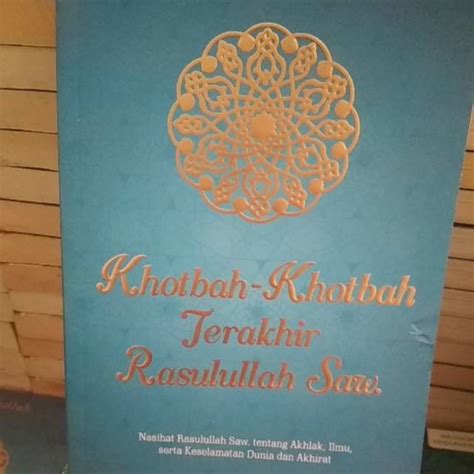 Khotbah-Khotbah
Terakhir
Rasulullah Saw.
Nasihat Rasulullah Saw. tentang Akhlak, Ilmu,
serta Keselamatan Dunia dan Akhirat